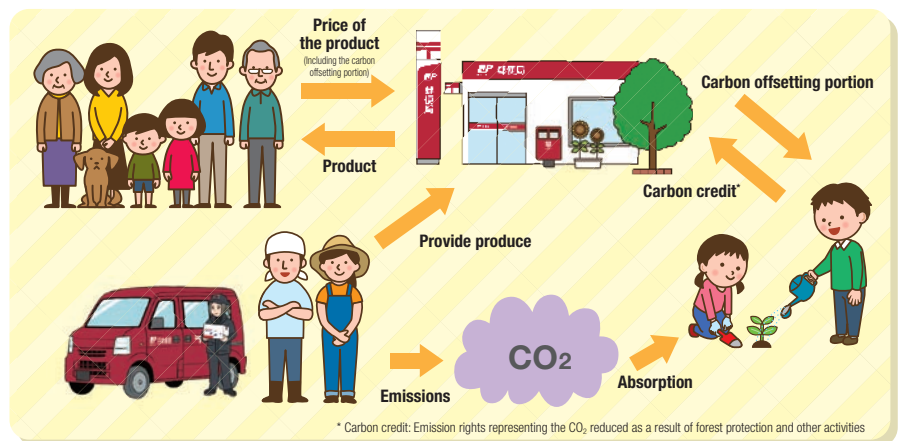 Price of
the product
(Including the carbon
offsetting portion)
Product
Carbon offsetting portion
Carbon credit*
Provide produce
Emissions
CO₂
Absorption
* Carbon credit: Emission rights representing the CO₂ reduced as a result of forest protection and other activities